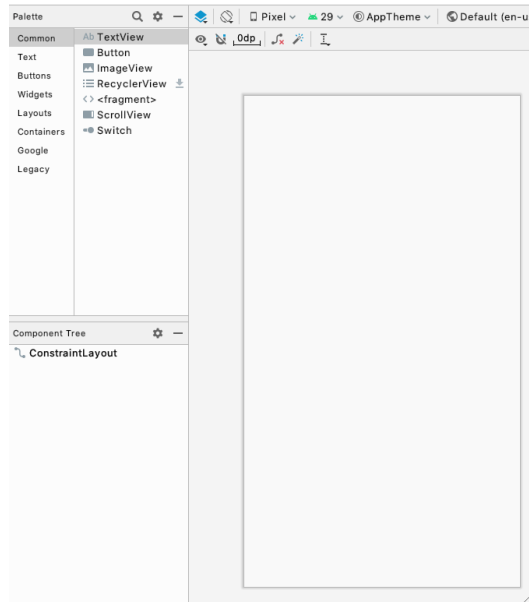 Palette
Pixel 29 AppTheme Default (en-u
Common
Text
Buttons
Widgets
Layouts
Containers
Google
Legacy
Ab TextView
Button
ImageView
RecyclerView
<> <fragment>
ScrollView
Switch
0dp
Component Tree
ConstraintLayout